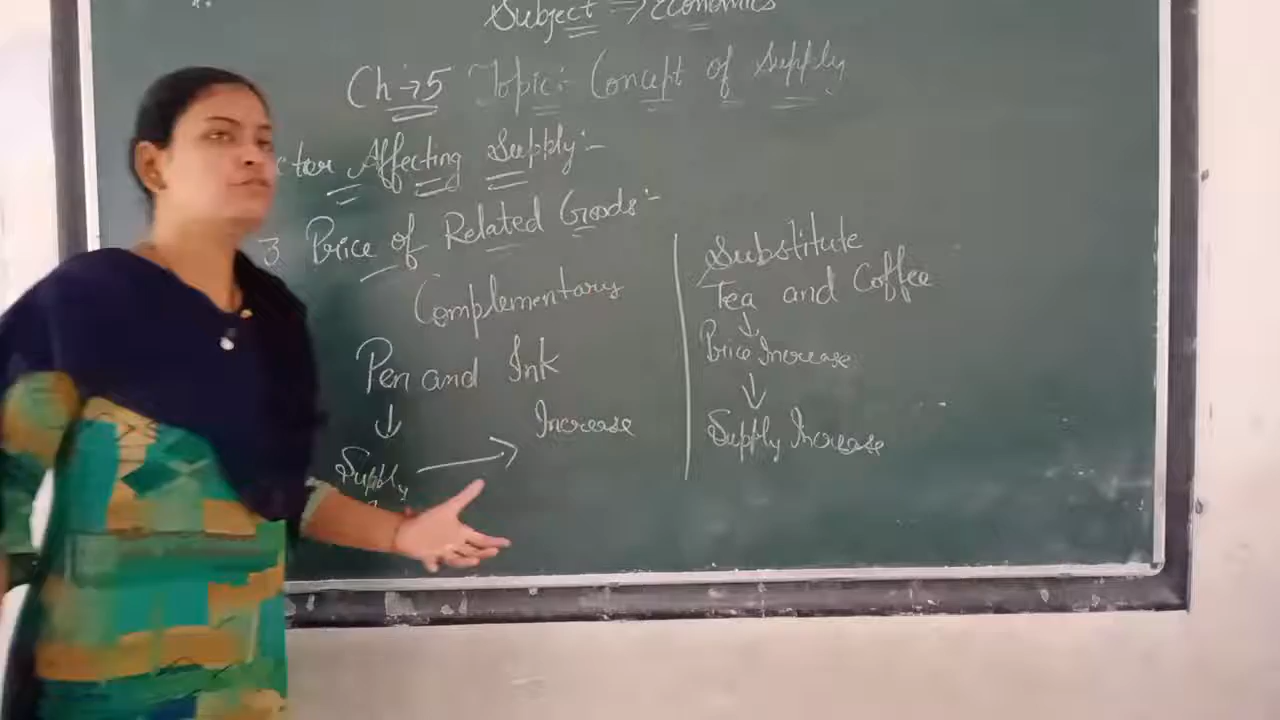 Subject => Economics
Ch:->5 Topic:- Concept of Supply
ctor Affecting Supply:-
3. Price of Related Goods:-
Complementary
Pen and Ink
↓
Supply → Increase
Substitute
Tea and Coffee
↓
Price Increase
↓
Supply Increase